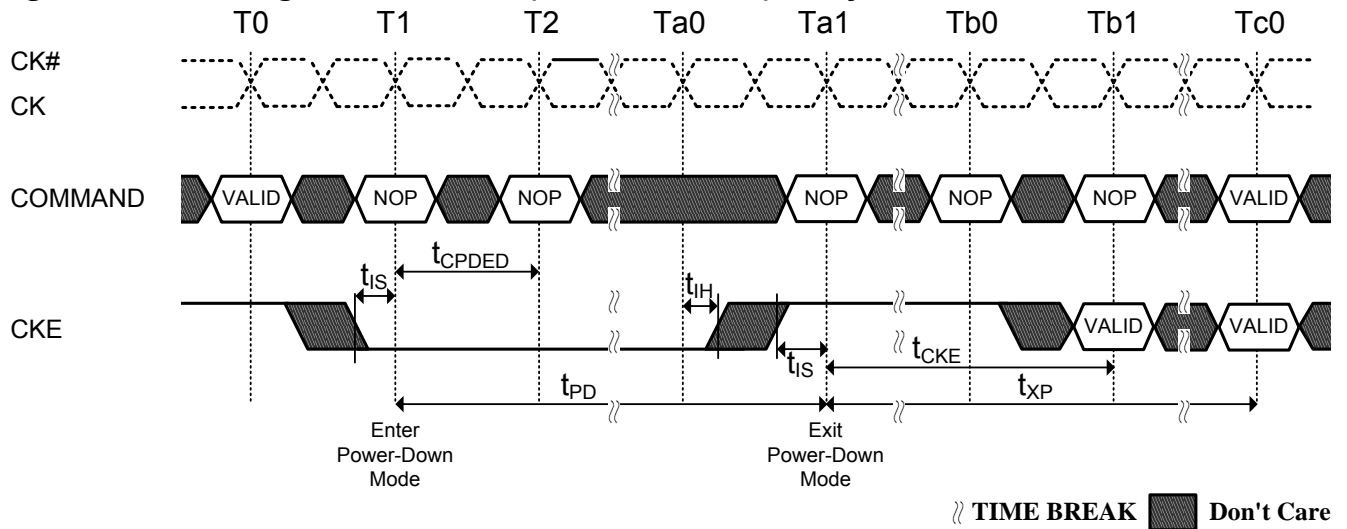 T0 T1 T2 Ta0 Ta1 Tb0 Tb1 Tc0
CK#
CK
COMMAND VALID NOP NOP NOP NOP NOP VALID
tIS tCPDED tIH
CKE VALID VALID
tIS tCKE
tPD tXP
Enter Power-Down Mode
Exit Power-Down Mode
TIME BREAK Don't Care